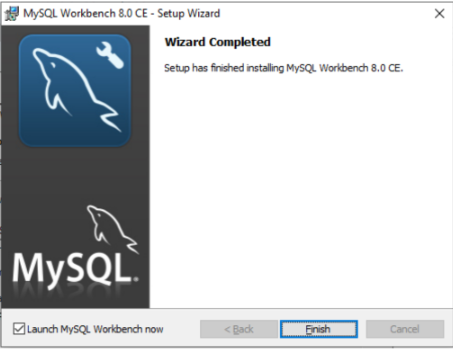 MySQL Workbench 8.0 CE - Setup Wizard
Wizard Completed
Setup has finished installing MySQL Workbench 8.0 CE.
MySQL.
Launch MySQL Workbench now
< Back
Finish
Cancel